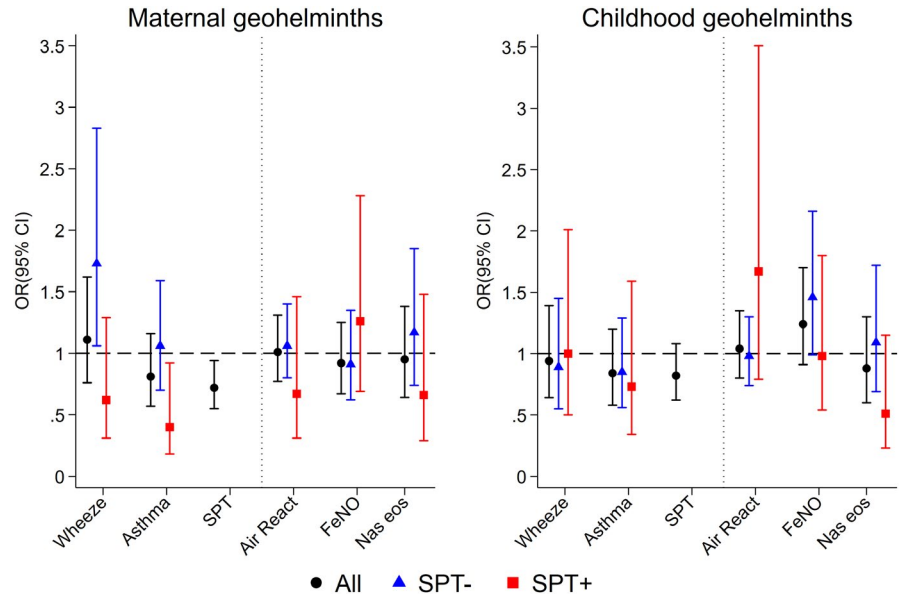 Maternal geohelminths
Childhood geohelminths
OR(95% CI)
3.5
3
2.5
2
1.5
1
.5
0
Wheeze
Asthma
SPT
Air React
FeNO
Nas eos
OR(95% CI)
3.5
3
2.5
2
1.5
1
.5
0
Wheeze
Asthma
SPT
Air React
FeNO
Nas eos
All SPT- SPT+